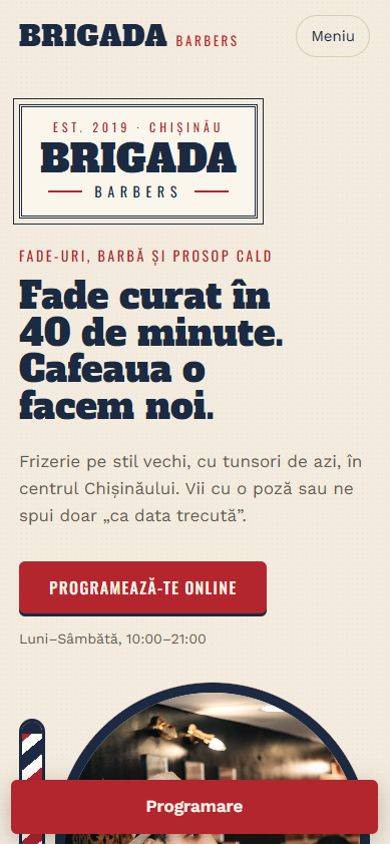 BRIGADA BARBERS
Meniu
EST. 2019 · CHIȘINĂU
BRIGADA
BARBERS
FADE-URI, BARBĂ ȘI PROSOP CALD
Fade curat în
40 de minute.
Cafeaua o
facem noi.
Frizerie pe stil vechi, cu tunsori de azi, în
centrul Chișinăului. Vii cu o poză sau ne
spui doar „ca data trecută”.
PROGRAMEAZĂ-TE ONLINE
Luni–Sâmbătă, 10:00–21:00
Programare